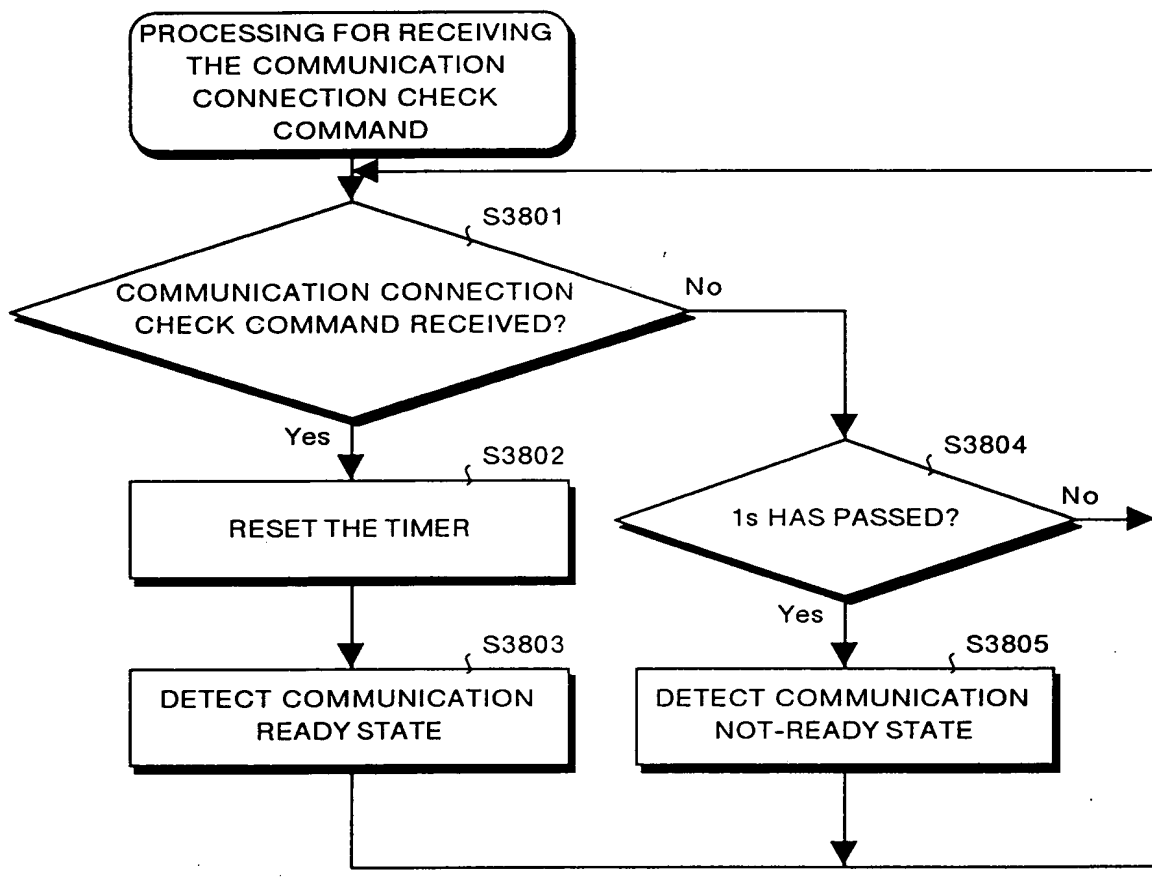 PROCESSING FOR RECEIVING
THE COMMUNICATION
CONNECTION CHECK
COMMAND
S3801
COMMUNICATION CONNECTION
CHECK COMMAND RECEIVED?
No
Yes
S3802
RESET THE TIMER
S3804
1s HAS PASSED?
No
Yes
S3803
DETECT COMMUNICATION
READY STATE
S3805
DETECT COMMUNICATION
NOT-READY STATE